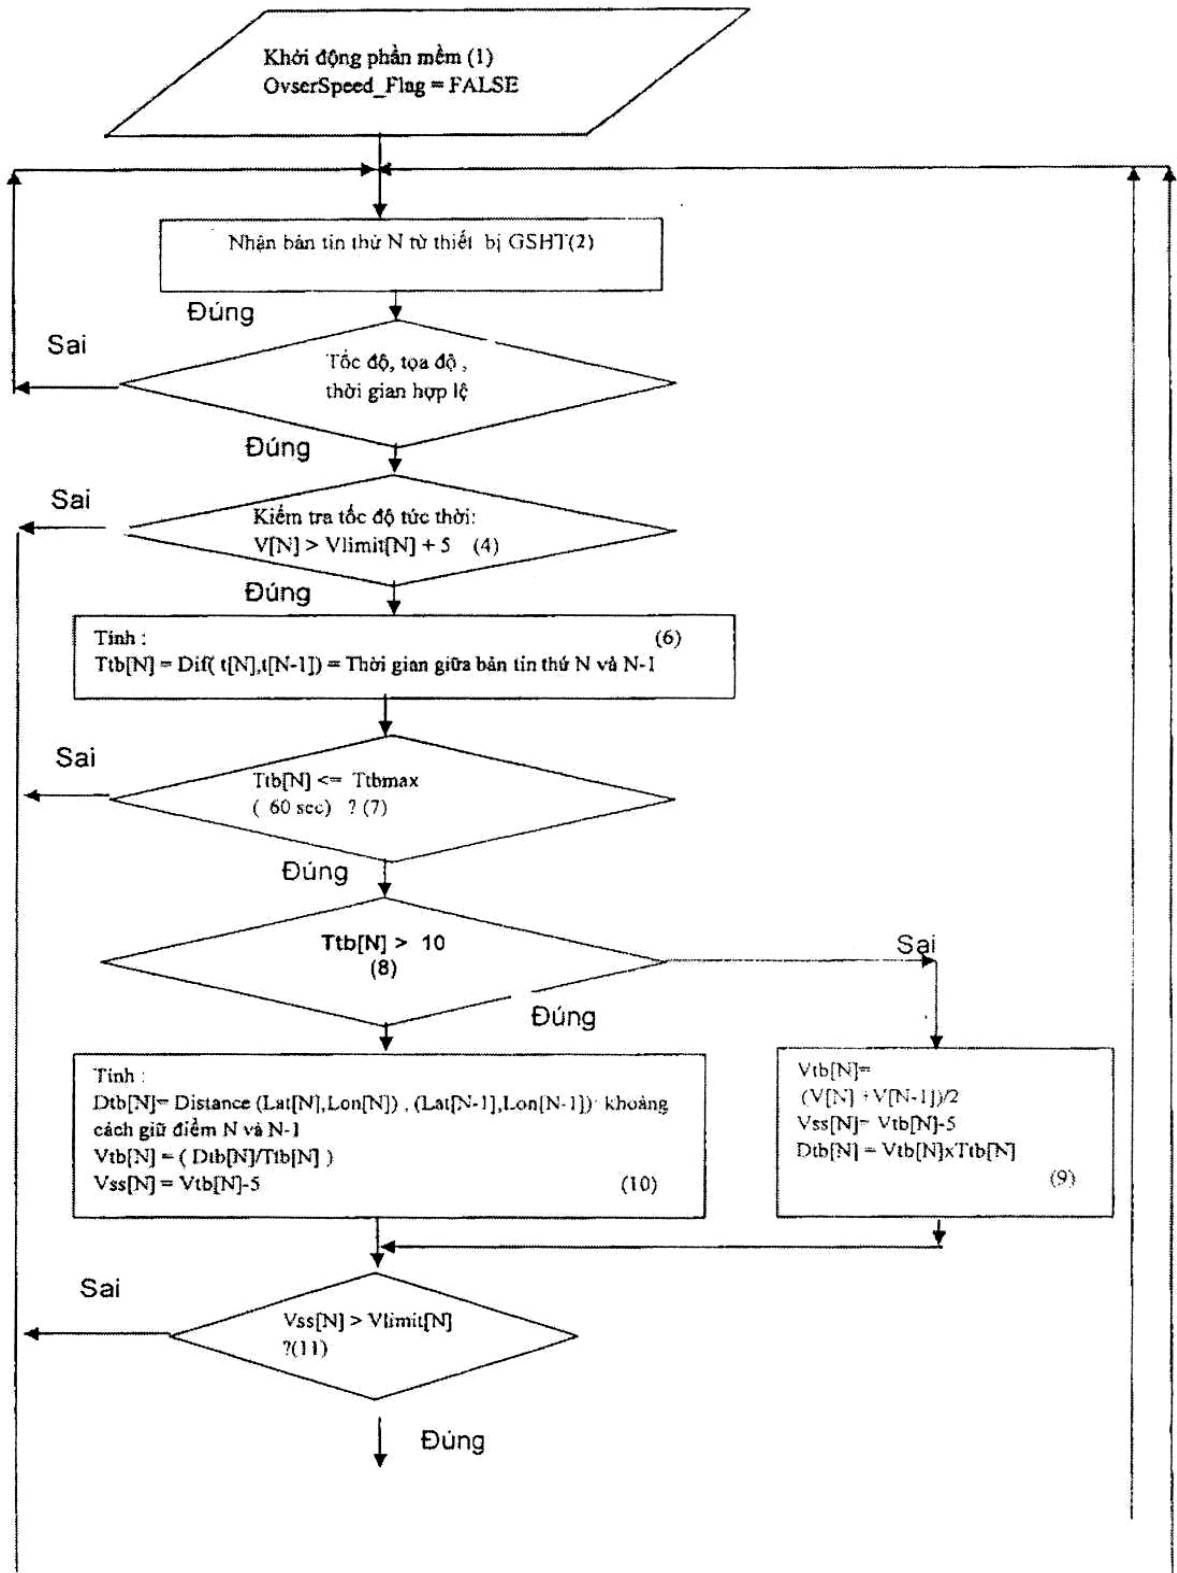 Khởi động phần mềm (1)
OvserSpeed_Flag = FALSE
Nhận bản tin thứ N từ thiết bị GSHT(2)
Đúng
Sai
Tốc độ, tọa độ ,
thời gian hợp lệ
Đúng
Sai
Kiểm tra tốc độ tức thời:
V[N] > Vlimit[N] + 5 (4)
Đúng
Tính : (6)
Ttb[N] = Dif( t[N],t[N-1]) = Thời gian giữa bản tin thứ N và N-1
Sai
Ttb[N] <= Ttbmax
( 60 sec) ? (7)
Đúng
Ttb[N] > 10
(8)
Sai
Đúng
Tính :
Dtb[N]= Distance (Lat[N],Lon[N]) , (Lat[N-1],Lon[N-1]) khoảng
cách giữ điểm N và N-1
Vtb[N] = ( Dtb[N]/Ttb[N] )
Vss[N] = Vtb[N]-5 (10)
Vtb[N]=
(V[N] +V[N-1])/2
Vss[N]= Vtb[N]-5
Dtb[N] = Vtb[N]xTtb[N]
(9)
Sai
Vss[N] > Vlimit[N]
?(11)
Đúng